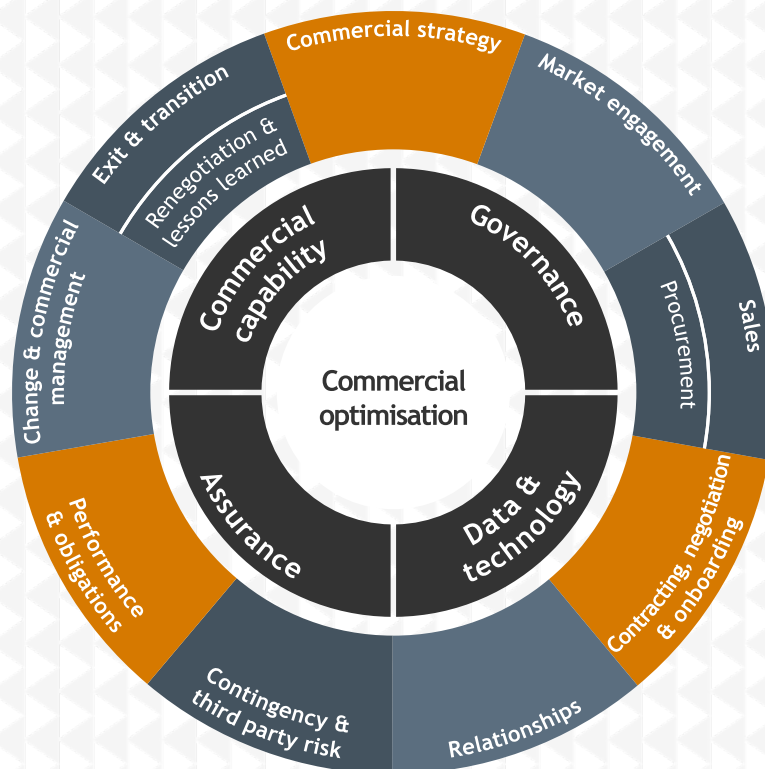 Commercial strategy
Market engagement
Sales
Procurement
Contracting, negotiation
& onboarding
Relationships
Contingency &
third party risk
Performance
& obligations
Change & commercial
management
Exit & transition
Renegotiation &
lessons learned
Commercial
capability
Governance
Data &
technology
Assurance
Commercial
optimisation